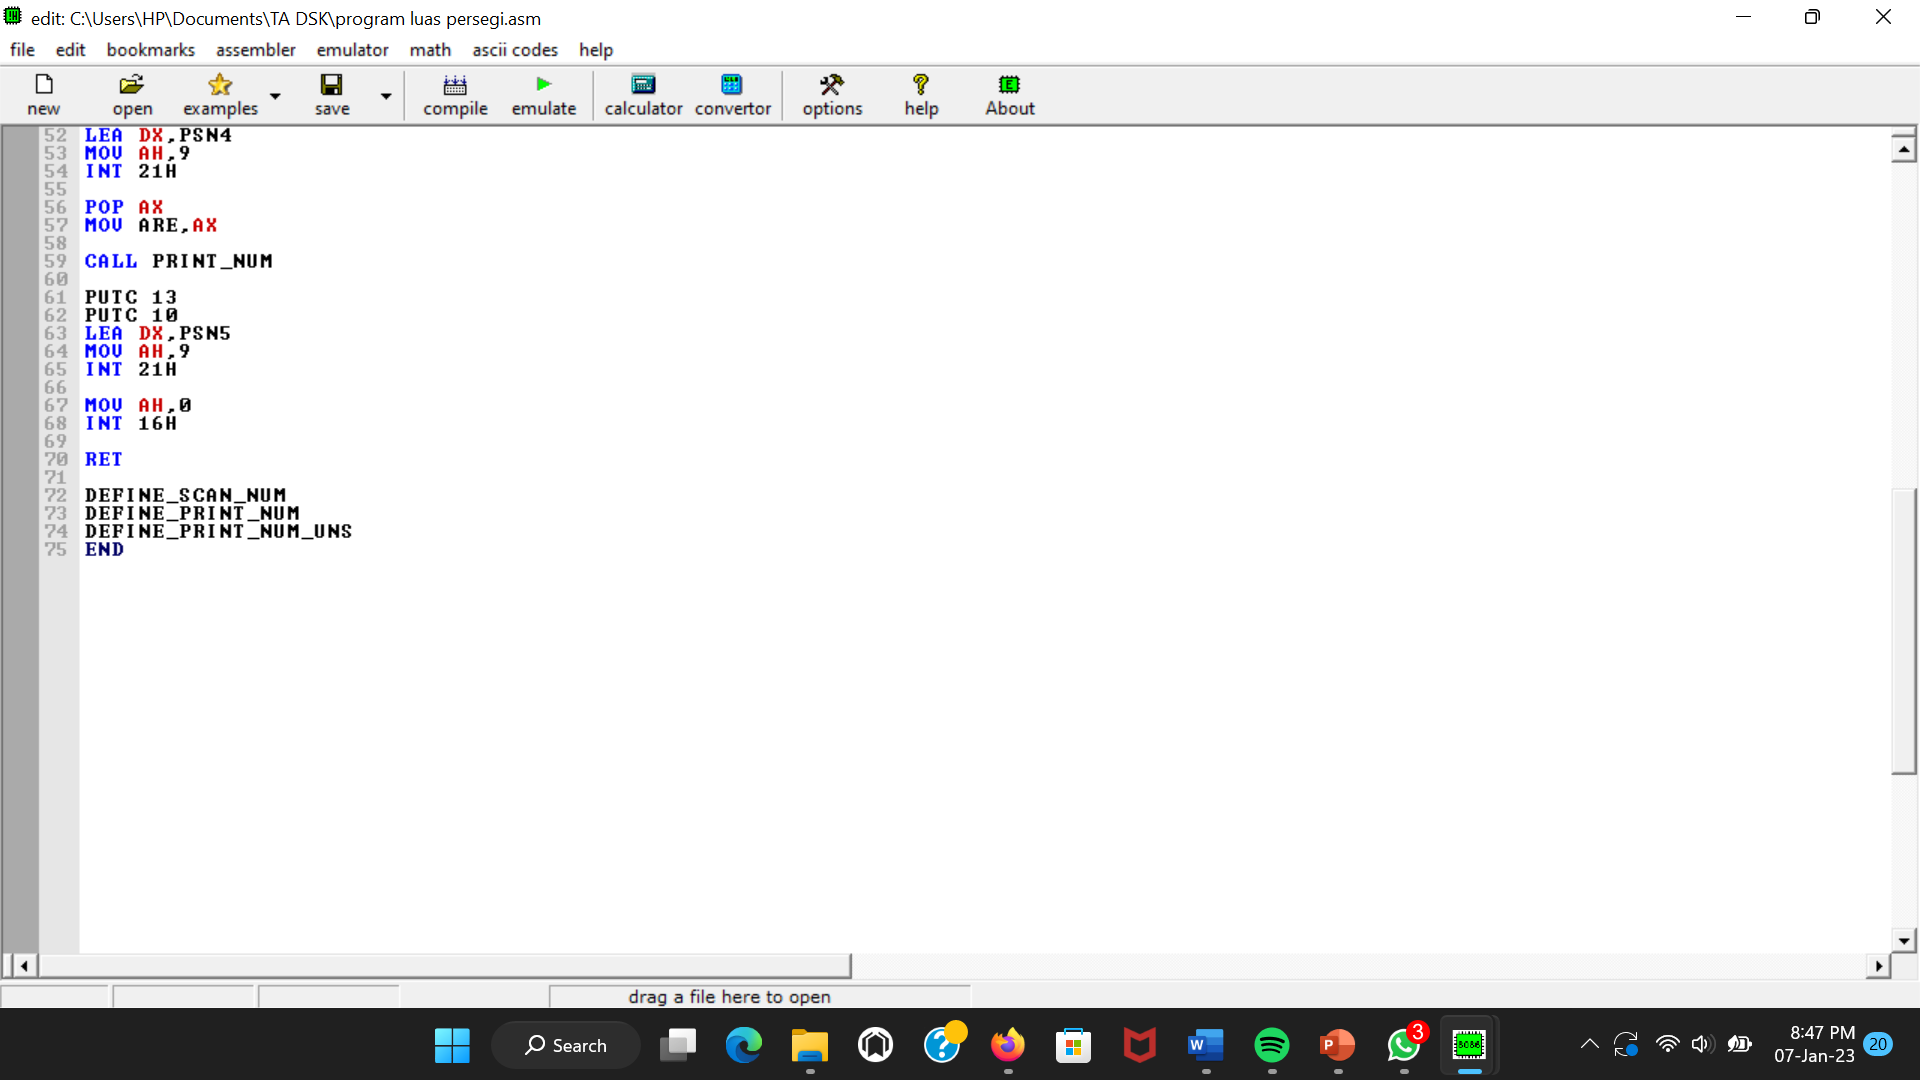 edit: C:\Users\HP\Documents\TA DSK\program luas persegi.asm
file edit bookmarks assembler emulator math ascii codes help
new open examples save compile emulate calculator convertor options help About
52 LEA DX,PSN4
53 MOV AH,9
54 INT 21H
55
56 POP AX
57 MOV ARE,AX
58
59 CALL PRINT_NUM
60
61 PUTC 13
62 PUTC 10
63 LEA DX,PSN5
64 MOV AH,9
65 INT 21H
66
67 MOV AH,0
68 INT 16H
69
70 RET
71
72 DEFINE_SCAN_NUM
73 DEFINE_PRINT_NUM
74 DEFINE_PRINT_NUM_UNS
75 END
drag a file here to open
Search
3
8086
8:47 PM
07-Jan-23
20